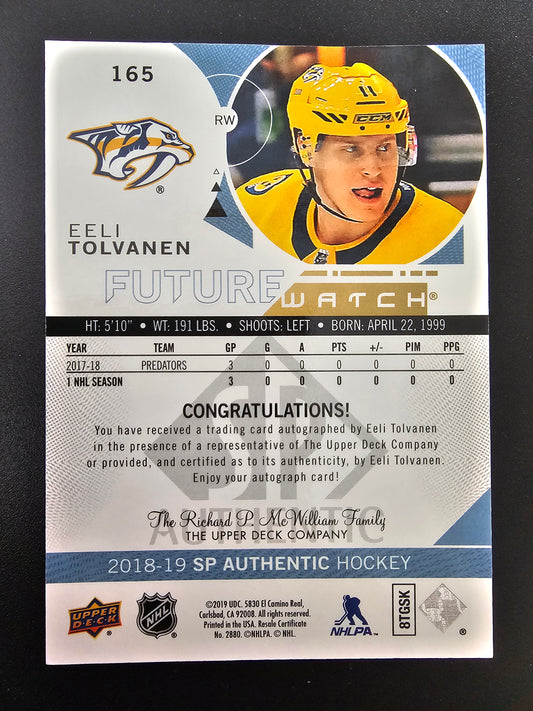 165
RW
11
CCM
®
EELI
TOLVANEN
FUTURE
WATCH®
HT: 5'10" • WT: 191 LBS. • SHOOTS: LEFT • BORN: APRIL 22, 1999
YEAR TEAM GP G A PTS +/- PIM PPG
2017-18 PREDATORS 3 0 0 0 0 0 0
1 NHL SEASON 3 0 0 0 0 0 0
SP
AUTHENTIC
CONGRATULATIONS!
You have received a trading card autographed by Eeli Tolvanen
in the presence of a representative of The Upper Deck Company
or provided, and certified as to its authenticity, by Eeli Tolvanen.
Enjoy your autograph card!
The Richard P. McWilliam Family
THE UPPER DECK COMPANY
2018-19 SP AUTHENTIC HOCKEY
UPPER
DECK
NHL
©2019 UDC. 5830 El Camino Real,
Carlsbad, CA 92008. All rights reserved.
Printed in the USA. Resale Certificate
No. 2880. ©NHLPA. © NHL.
NHLPA™
8TGSK
®